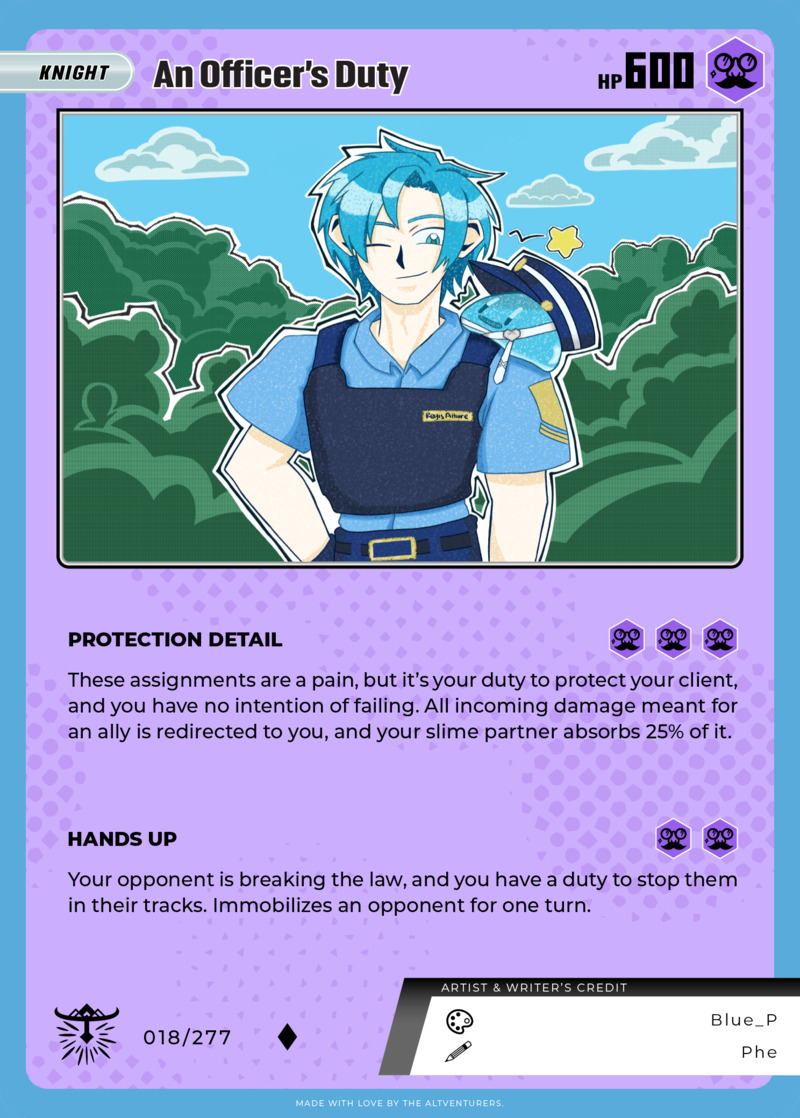 KNIGHT
An Officer's Duty
HP 600
Regis Altare
PROTECTION DETAIL
These assignments are a pain, but it's your duty to protect your client,
and you have no intention of failing. All incoming damage meant for
an ally is redirected to you, and your slime partner absorbs 25% of it.
HANDS UP
Your opponent is breaking the law, and you have a duty to stop them
in their tracks. Immobilizes an opponent for one turn.
018/277
ARTIST & WRITER'S CREDIT
Blue_P
Phe
MADE WITH LOVE BY THE ALTVENTURERS.